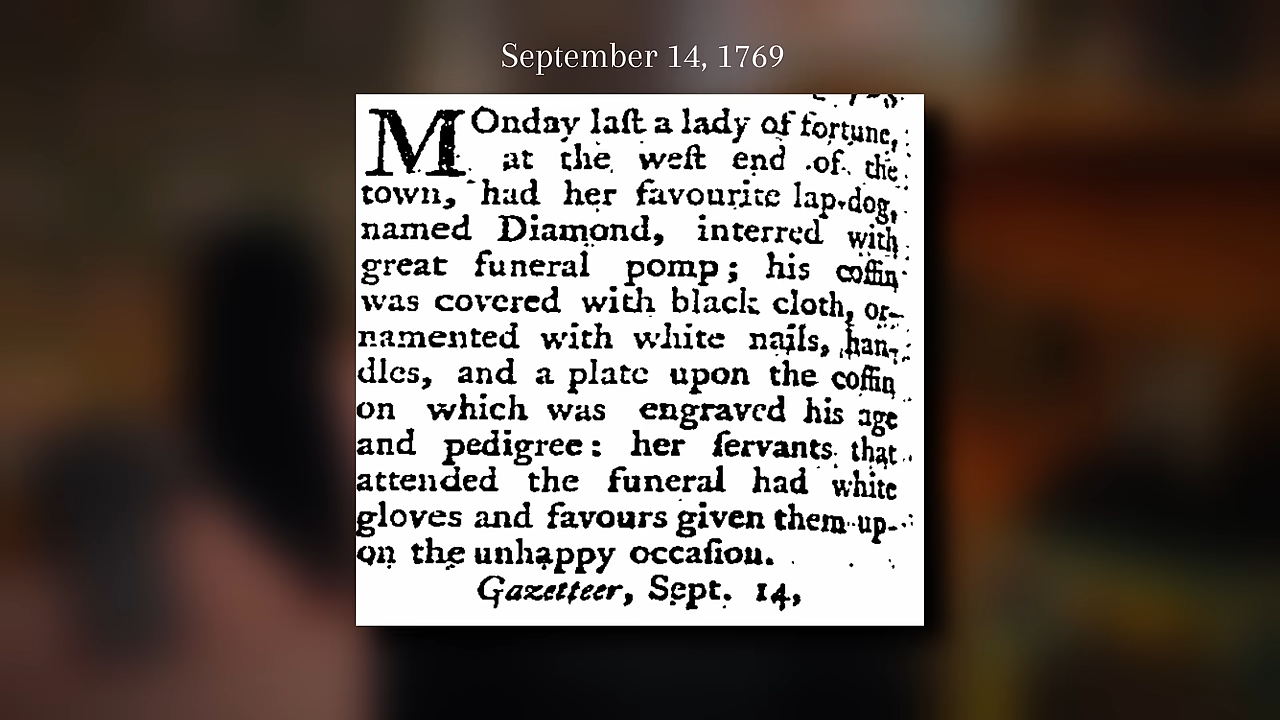 September 14, 1769
MOnday laſt a lady of fortune,
at the weſt end of the
town, had her favourite lap-dog,
named Diamond, interred with
great funeral pomp; his coffin
was covered with black cloth, or-
namented with white nails, han-
dles, and a plate upon the coffin
on which was engraved his age
and pedigree: her ſervants that
attended the funeral had white
gloves and favours given them up-
on the unhappy occaſion.
Gazetteer, Sept. 14,